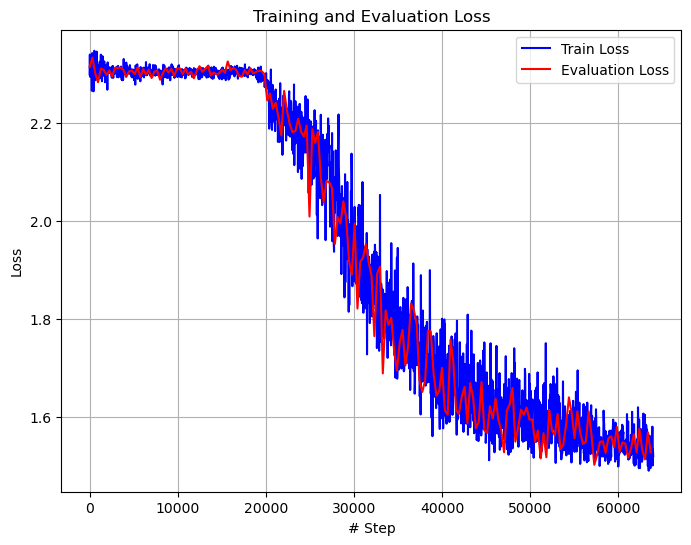 Training and Evaluation Loss
Train Loss
Evaluation Loss
2.2
2.0
1.8
1.6
Loss
0
10000
20000
30000
40000
50000
60000
# Step